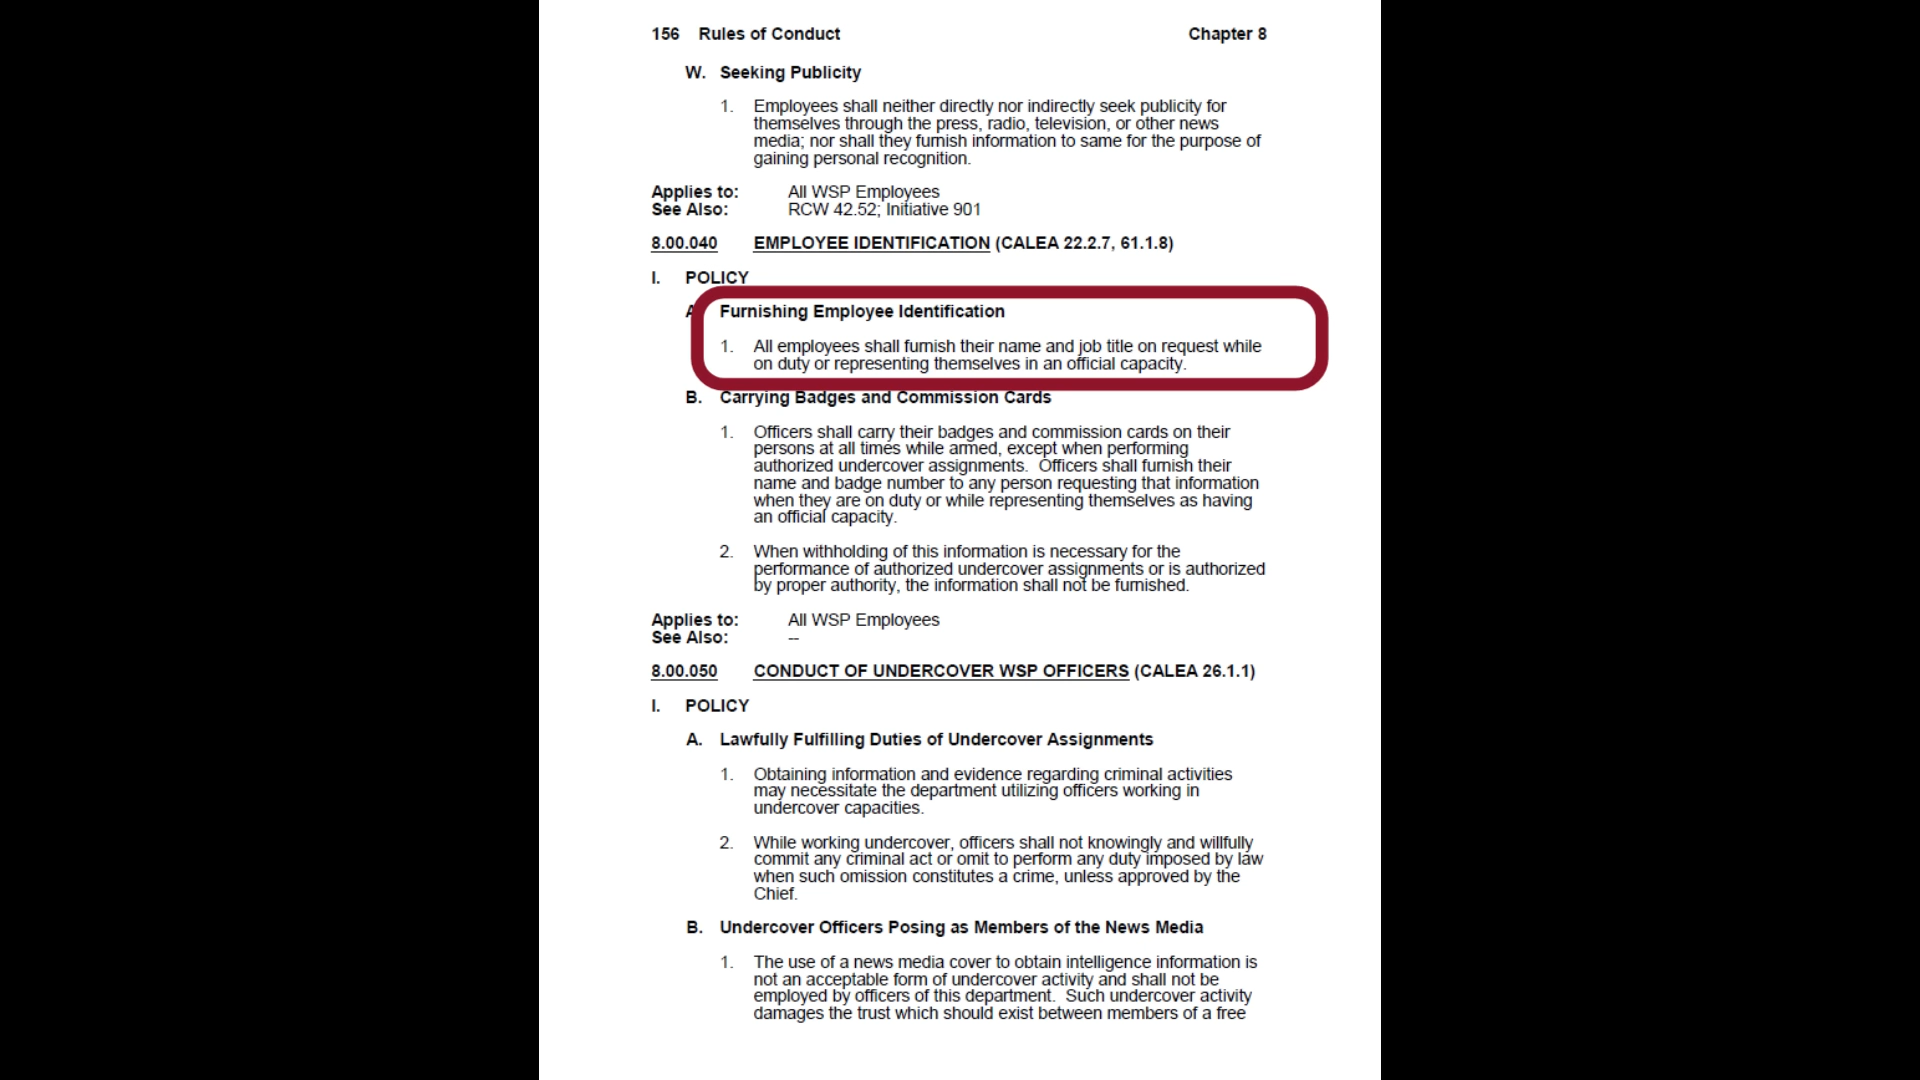 156 Rules of Conduct Chapter 8
W. Seeking Publicity
1. Employees shall neither directly nor indirectly seek publicity for
themselves through the press, radio, television, or other news
media; nor shall they furnish information to same for the purpose of
gaining personal recognition.
Applies to: All WSP Employees
See Also: RCW 42.52; Initiative 901
8.00.040 EMPLOYEE IDENTIFICATION (CALEA 22.2.7, 61.1.8)
I. POLICY
A. Furnishing Employee Identification
1. All employees shall furnish their name and job title on request while
on duty or representing themselves in an official capacity.
B. Carrying Badges and Commission Cards
1. Officers shall carry their badges and commission cards on their
persons at all times while armed, except when performing
authorized undercover assignments. Officers shall furnish their
name and badge number to any person requesting that information
when they are on duty or while representing themselves as having
an official capacity.
2. When withholding of this information is necessary for the
performance of authorized undercover assignments or is authorized
by proper authority, the information shall not be furnished.
Applies to: All WSP Employees
See Also: --
8.00.050 CONDUCT OF UNDERCOVER WSP OFFICERS (CALEA 26.1.1)
I. POLICY
A. Lawfully Fulfilling Duties of Undercover Assignments
1. Obtaining information and evidence regarding criminal activities
may necessitate the department utilizing officers working in
undercover capacities.
2. While working undercover, officers shall not knowingly and willfully
commit any criminal act or omit to perform any duty imposed by law
when such omission constitutes a crime, unless approved by the
Chief.
B. Undercover Officers Posing as Members of the News Media
1. The use of a news media cover to obtain intelligence information is
not an acceptable form of undercover activity and shall not be
employed by officers of this department. Such undercover activity
damages the trust which should exist between members of a free